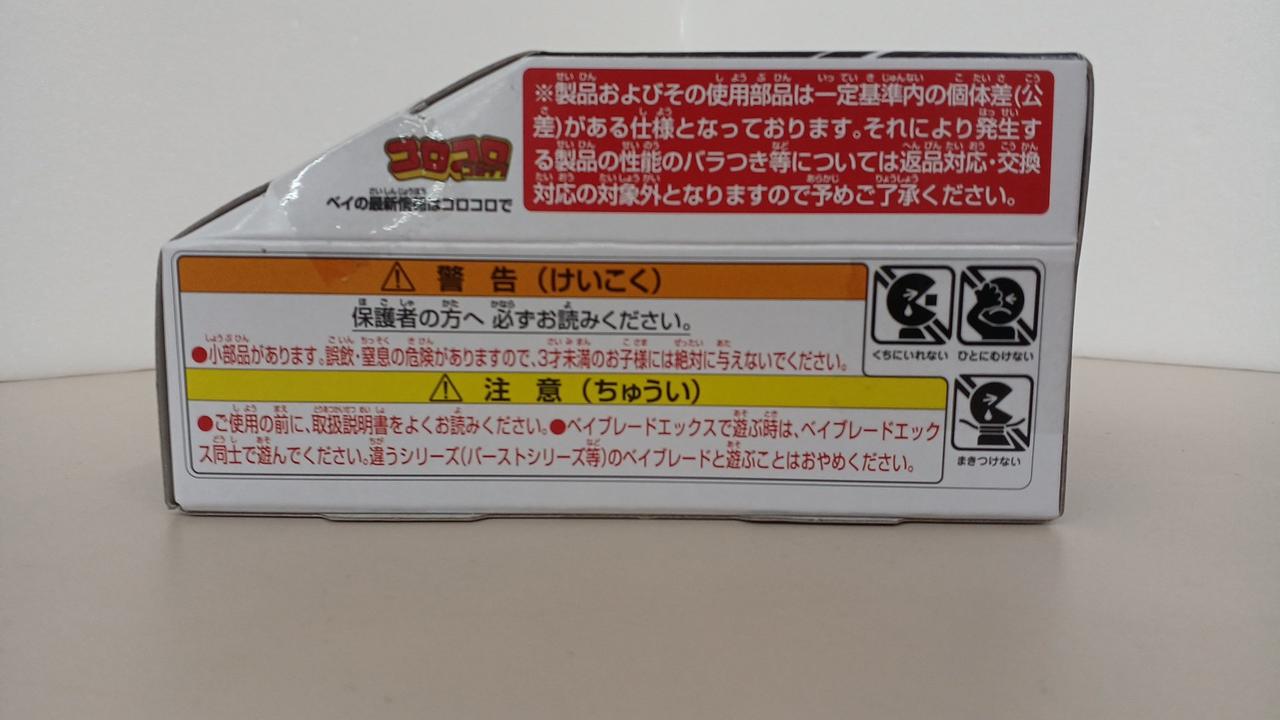 ※製品およびその使用部品は一定基準内の個体差(公
差)がある仕様となっております。それにより発生す
る製品の性能のバラつき等については返品対応・交換
対応の対象外となりますので予めご了承ください。
コロコロ
ベイの最新情報はコロコロで
⚠ 警告（けいこく）
保護者の方へ 必ずお読みください。
●小部品があります。誤飲・窒息の危険がありますので、3才未満のお子様には絶対に与えないでください。
くちにいれない
ひとにむけない
⚠ 注意（ちゅうい）
●ご使用の前に、取扱説明書をよくお読みください。●ベイブレードエックスで遊ぶ時は、ベイブレードエック
ス同士で遊んでください。違うシリーズ(バーストシリーズ等)のベイブレードと遊ぶことはおやめください。
まきつけない